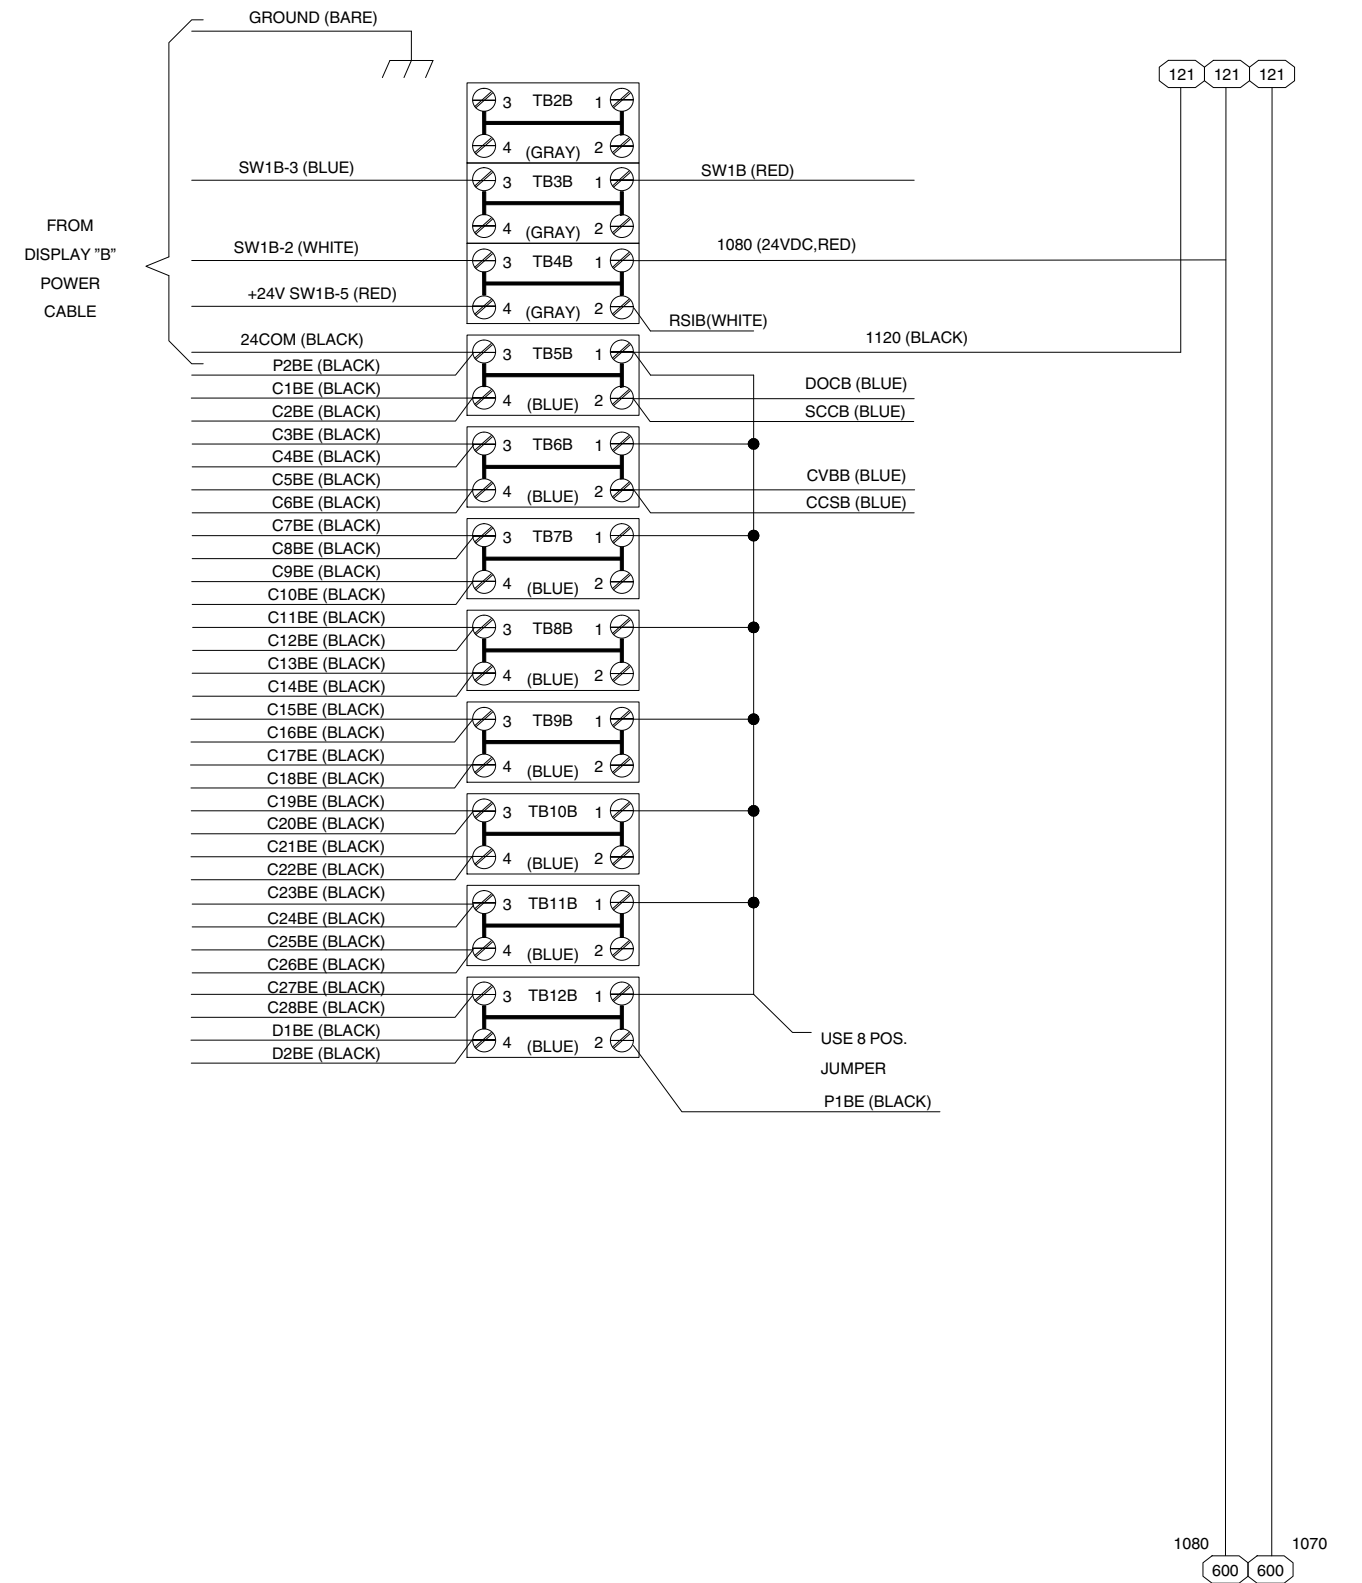 GROUND (BARE)
121 121 121
3 TB2B 1
4 (GRAY) 2
SW1B-3 (BLUE)
3 TB3B 1
SW1B (RED)
4 (GRAY) 2
FROM
DISPLAY "B"
POWER
CABLE
SW1B-2 (WHITE)
3 TB4B 1
1080 (24VDC,RED)
+24V SW1B-5 (RED)
4 (GRAY) 2
RSIB(WHITE)
24COM (BLACK)
3 TB5B 1
1120 (BLACK)
P2BE (BLACK)
C1BE (BLACK)
DOCB (BLUE)
4 (BLUE) 2
C2BE (BLACK)
SCCB (BLUE)
C3BE (BLACK)
3 TB6B 1
C4BE (BLACK)
C5BE (BLACK)
CVBB (BLUE)
4 (BLUE) 2
C6BE (BLACK)
CCSB (BLUE)
C7BE (BLACK)
3 TB7B 1
C8BE (BLACK)
C9BE (BLACK)
4 (BLUE) 2
C10BE (BLACK)
C11BE (BLACK)
3 TB8B 1
C12BE (BLACK)
C13BE (BLACK)
4 (BLUE) 2
C14BE (BLACK)
C15BE (BLACK)
3 TB9B 1
C16BE (BLACK)
C17BE (BLACK)
4 (BLUE) 2
C18BE (BLACK)
C19BE (BLACK)
3 TB10B 1
C20BE (BLACK)
C21BE (BLACK)
4 (BLUE) 2
C22BE (BLACK)
C23BE (BLACK)
3 TB11B 1
C24BE (BLACK)
C25BE (BLACK)
4 (BLUE) 2
C26BE (BLACK)
C27BE (BLACK)
3 TB12B 1
C28BE (BLACK)
D1BE (BLACK)
4 (BLUE) 2
D2BE (BLACK)
USE 8 POS.
JUMPER
P1BE (BLACK)
1080 1070
600 600